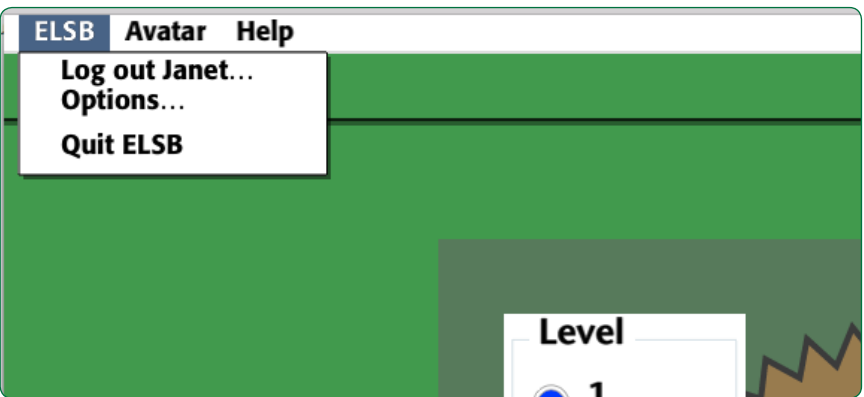 ELSB Avatar Help
Log out Janet...
Options...
Quit ELSB
Level
1